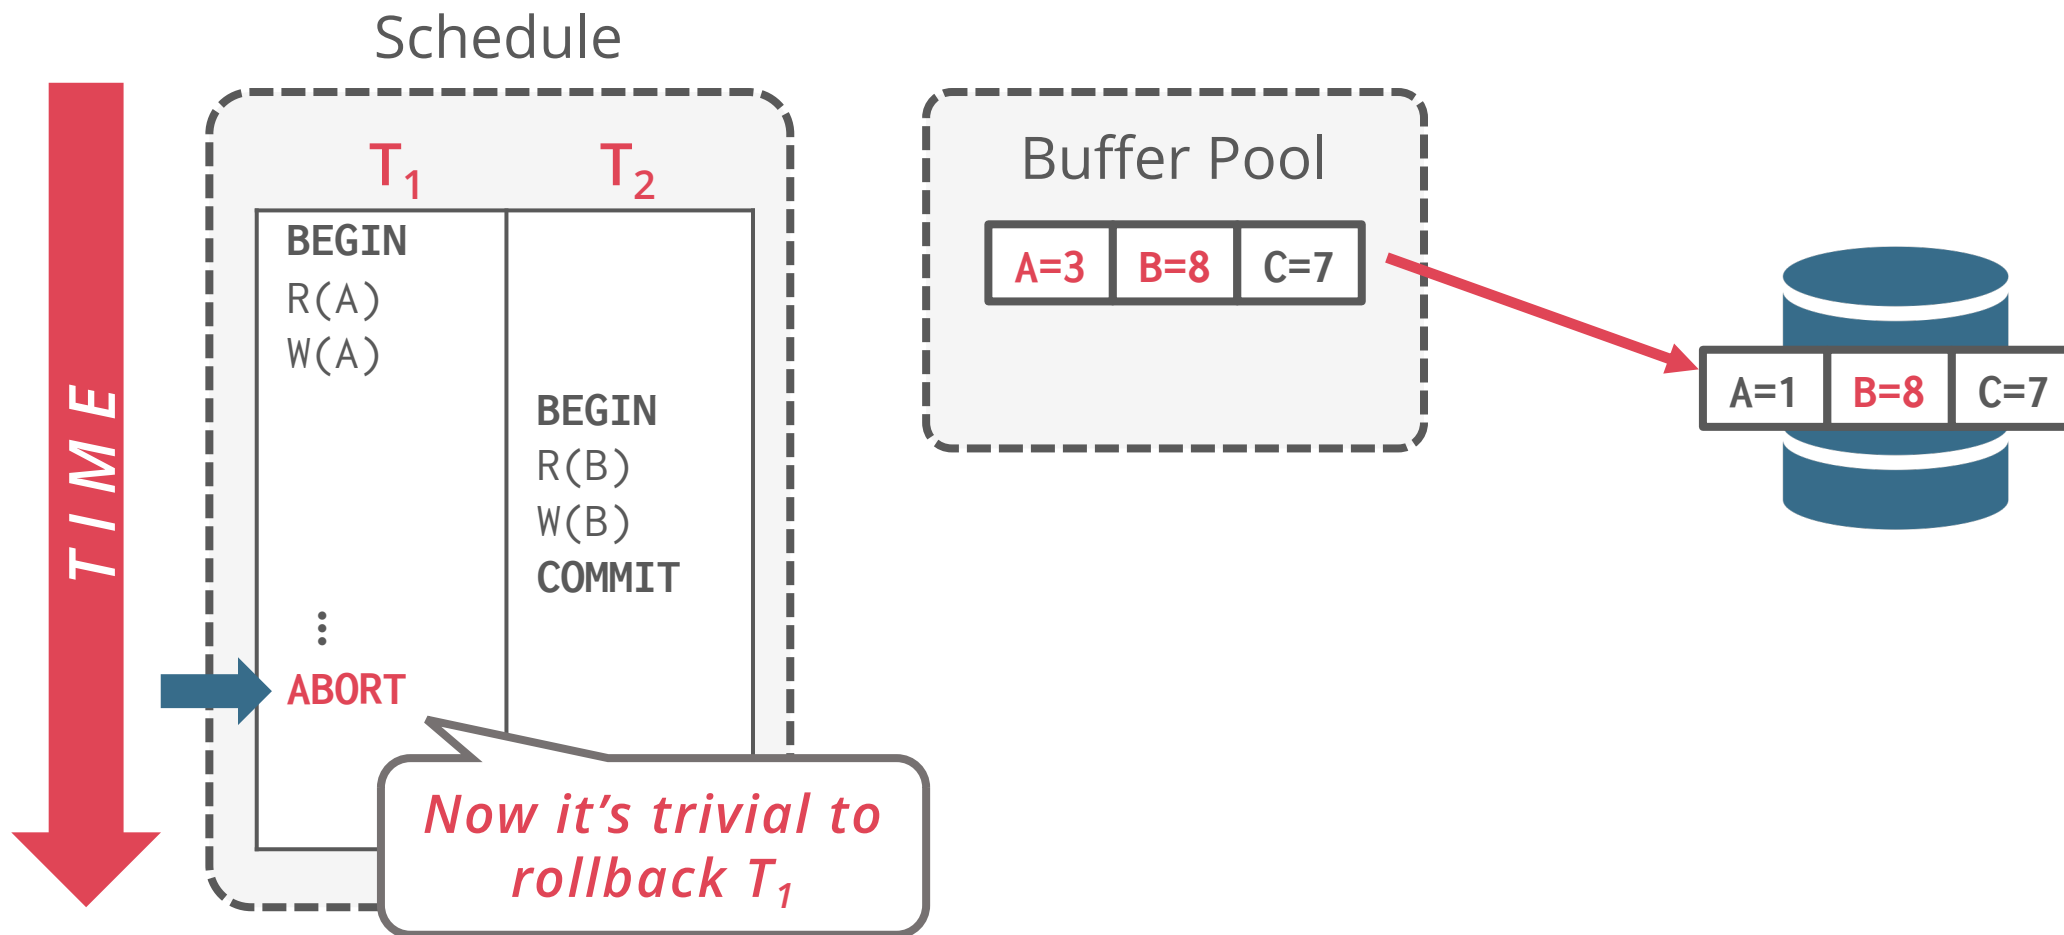 Schedule
TIME
T₁ T₂
BEGIN
R(A)
W(A)
BEGIN
R(B)
W(B)
COMMIT
⋮
ABORT
Now it’s trivial to
rollback T₁
Buffer Pool
A=3 B=8 C=7
A=1 B=8 C=7